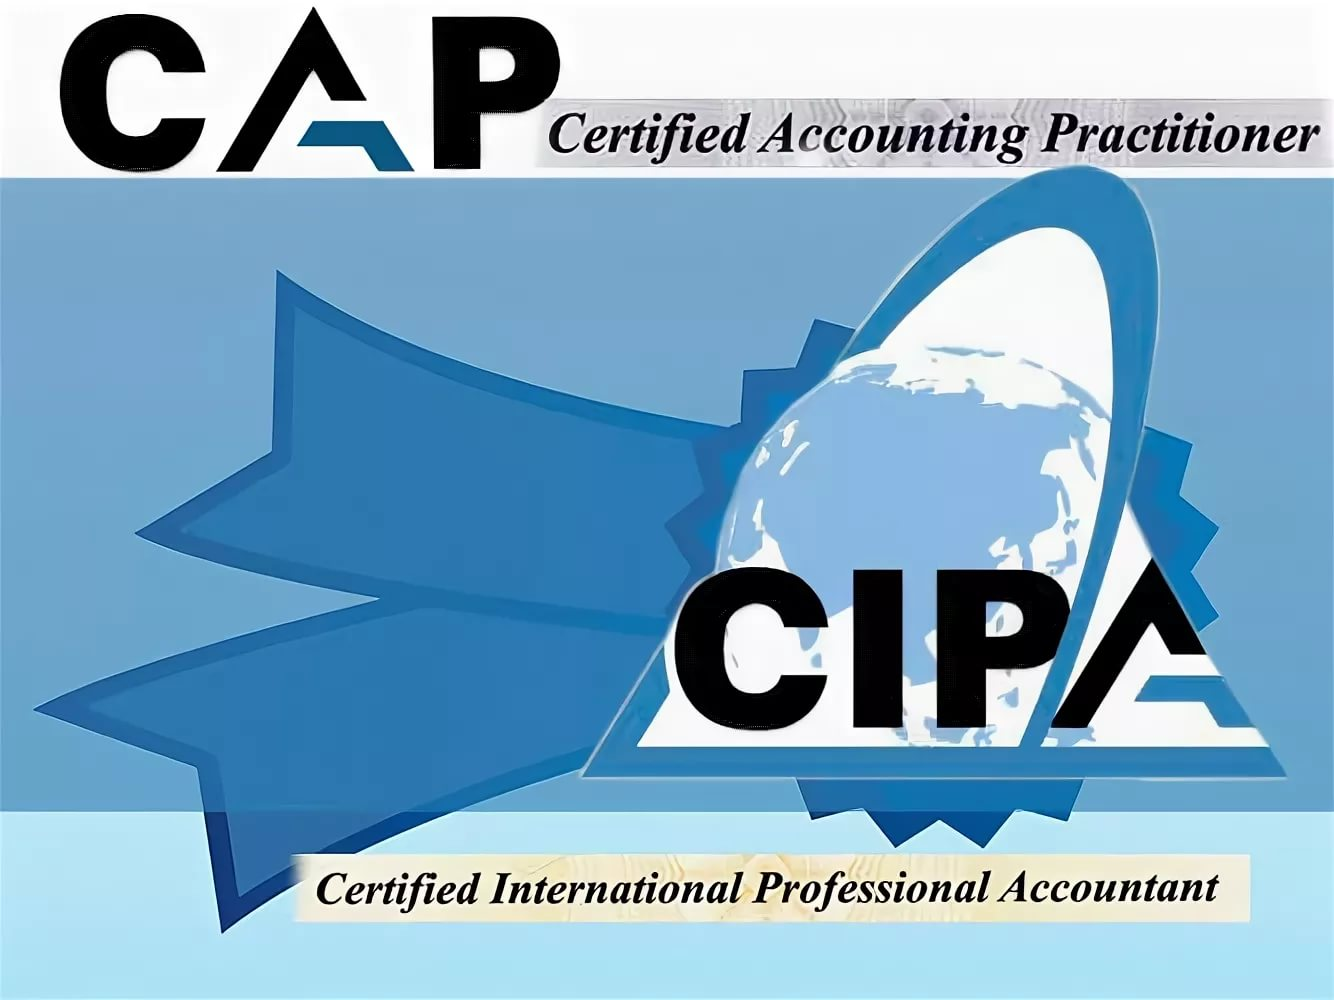 CAP
Certified Accounting Practitioner
CIPA
Certified International Professional Accountant